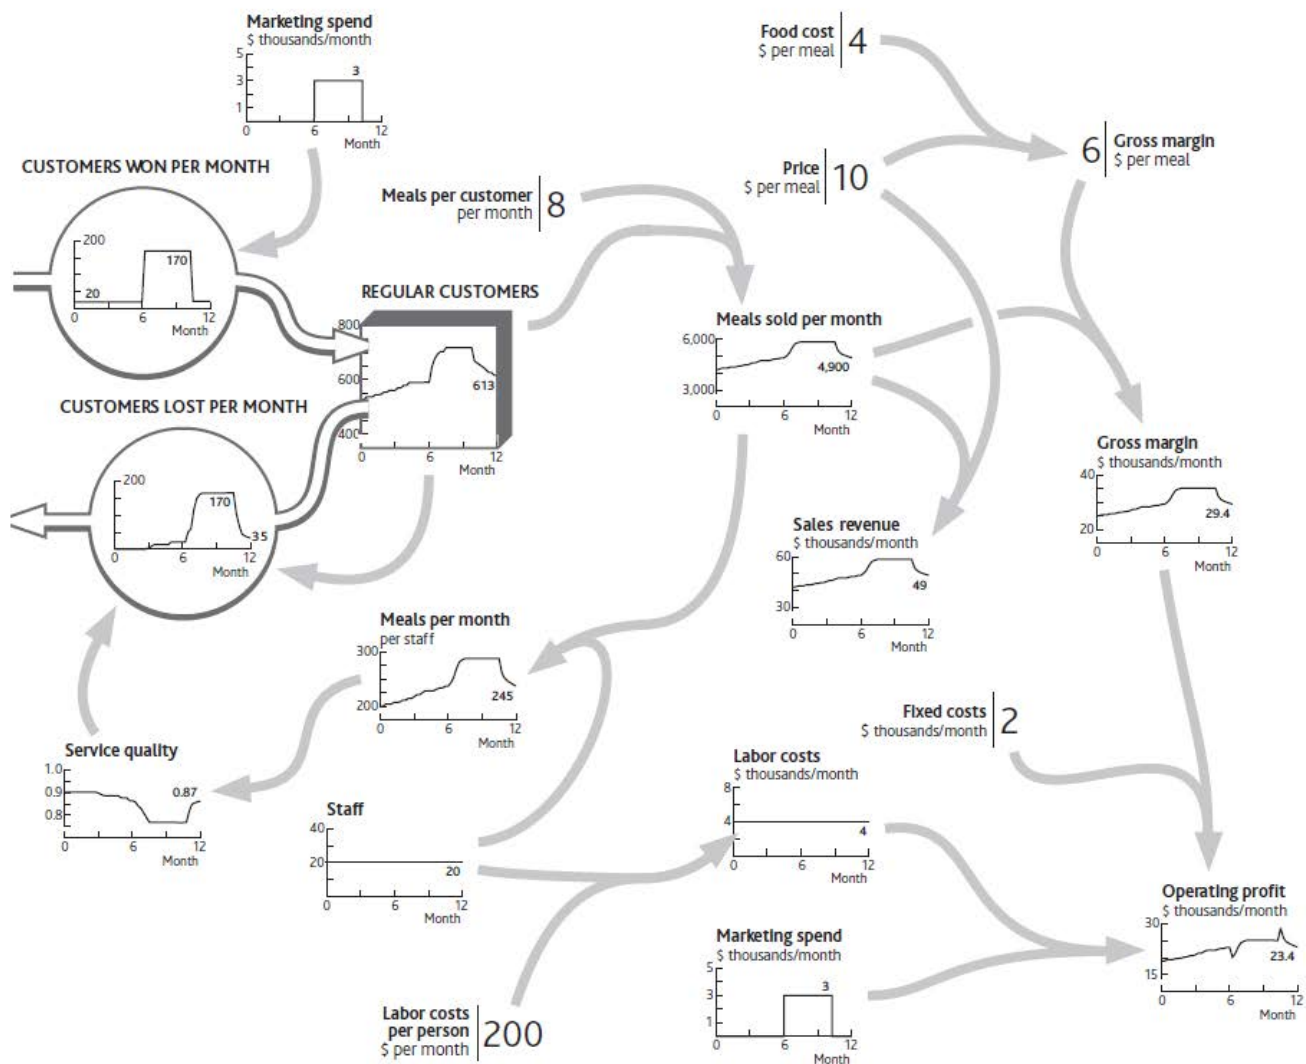 Marketing spend
$ thousands/month
5
3
1
3
0
6
12
Month
Food cost
$ per meal
4
CUSTOMERS WON PER MONTH
Price
$ per meal
10
6
Gross margin
$ per meal
Meals per customer
per month
8
200
170
20
0
6
12
Month
REGULAR CUSTOMERS
800
600
400
613
0
6
12
Month
Meals sold per month
6,000
3,000
4,900
0
6
12
Month
CUSTOMERS LOST PER MONTH
200
170
35
0
6
12
Month
Gross margin
$ thousands/month
40
20
29.4
0
6
12
Month
Sales revenue
$ thousands/month
60
30
49
0
6
12
Month
Meals per month
per staff
300
200
245
0
6
12
Month
Fixed costs
$ thousands/month
2
Service quality
1.0
0.9
0.8
0.87
0
6
12
Month
Labor costs
$ thousands/month
8
4
4
0
6
12
Month
Staff
40
20
20
0
6
12
Month
Operating profit
$ thousands/month
30
15
23.4
0
6
12
Month
Marketing spend
$ thousands/month
5
3
1
3
0
6
12
Month
Labor costs
per person
$ per month
200